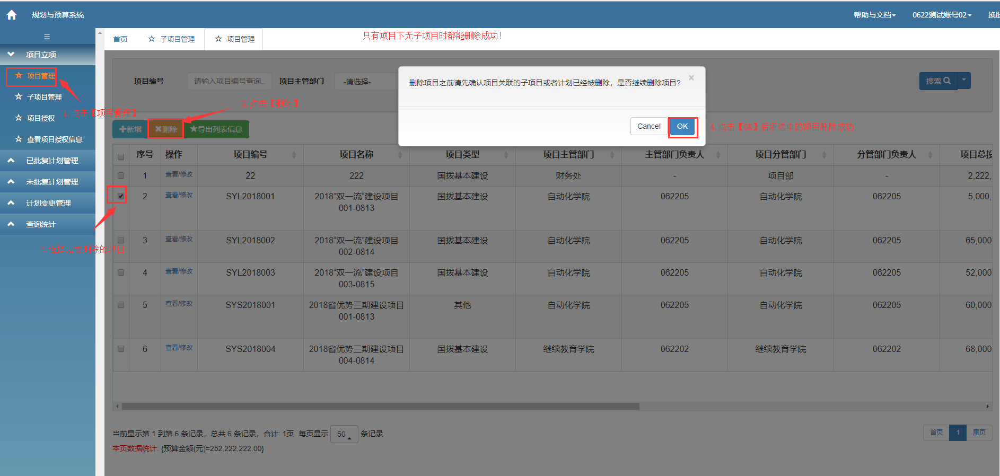 规划与预算系统
帮助与文档
0622测试账号02
换肤
首页
子项目管理
项目管理
只有项目下无子项目时都能删除成功！
项目立项
项目管理
子项目管理
项目授权
查看项目授权信息
已批复计划管理
未批复计划管理
计划变更管理
查询统计
1. 点击【项目管理】
项目编号
请输入项目编号查询..
项目主管部门
-请选择-
搜索
删除项目之前请先确认项目关联的子项目或者计划已经被删除，是否继续删除项目？
×
Cancel
OK
3. 点击【删除】
4. 点击【OK】后所选中的项目删除成功
新增
删除
导出列表信息
序号 操作 项目编号 项目名称 项目类型 项目主管部门 主管部门负责人 项目分管部门 分管部门负责人 项目总投
1 查看/修改 22 222 国拨基本建设 财务处 - 项目部 - 2,222,
2 查看/修改 SYL2018001 2018”双一流“建设项目 国拨基本建设 自动化学院 062205 自动化学院 062205 5,000,
001-0813
3 查看/修改 SYL2018002 2018“双一流”建设项目 国拨基本建设 自动化学院 062205 自动化学院 062205 65,000
002-0814
的项目
4 查看/修改 SYL2018003 2018“双一流”建设项目 国拨基本建设 自动化学院 062205 自动化学院 062205 52,000
003-0815
5 查看/修改 SYS2018001 2018省优势三期建设项目 其他 自动化学院 062205 自动化学院 062205 60,000
001-0813
6 查看/修改 SYS2018004 2018省优势三期建设项目 国拨基本建设 继续教育学院 062202 继续教育学院 062202 68,000
004-0814
当前显示第 1 到第 6 条记录，总共 6 条记录，合计: 1页 每页显示 50 条记录
首页 1 尾页
本页数据统计: {预算金额(元)=252,222,222.00}